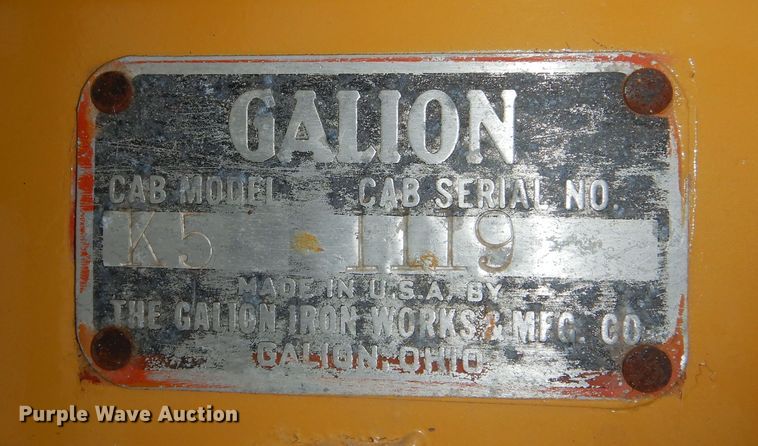 GALION
CAB MODEL CAB SERIAL NO.
K5 1119
MADE IN U.S.A. BY
THE GALION IRON WORKS & MFG. CO.
GALION, OHIO
Purple Wave Auction